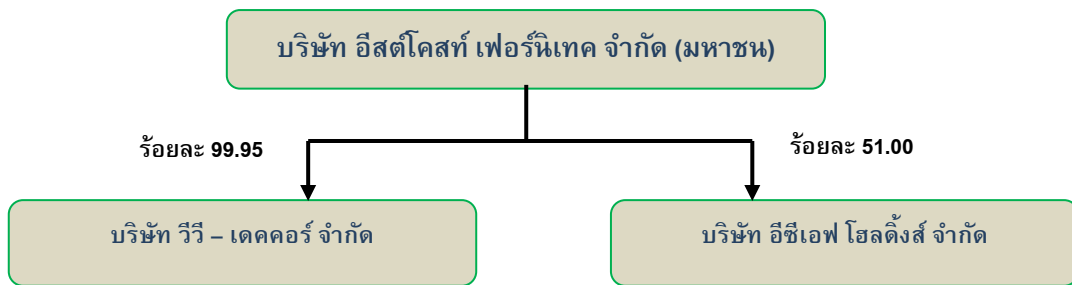 บริษัท อีสต์โคสท์ เฟอร์นิเทค จำกัด (มหาชน)
ร้อยละ 99.95
ร้อยละ 51.00
บริษัท วีวี – เดคคอร์ จำกัด
บริษัท อีซีเอฟ โฮลดิ้งส์ จำกัด